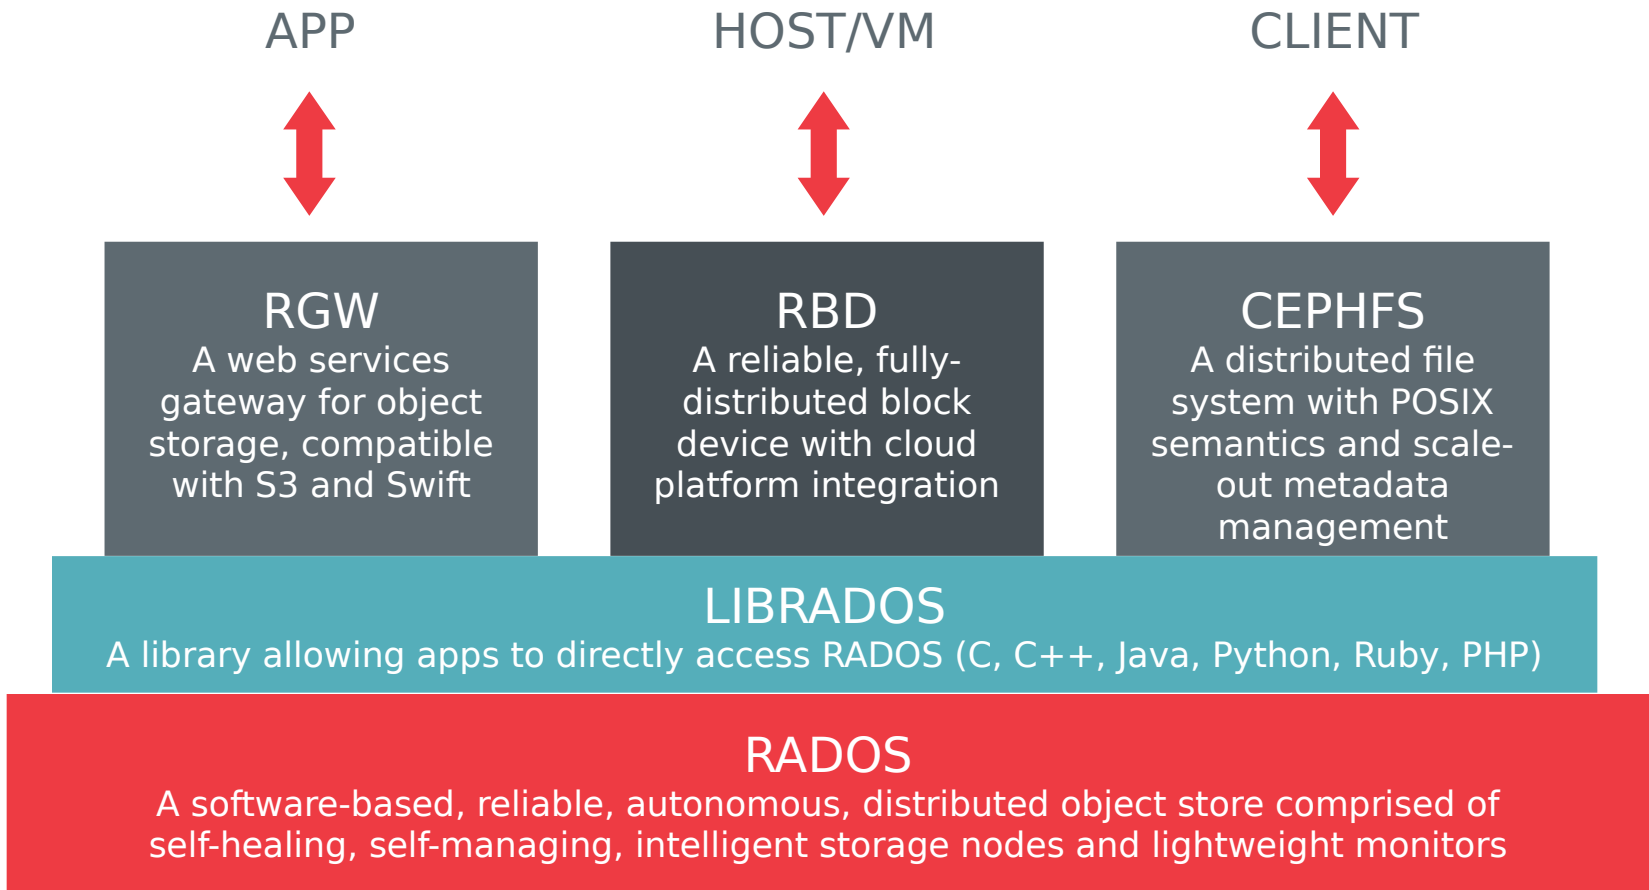 APP
HOST/VM
CLIENT
RGW
A web services
gateway for object
storage, compatible
with S3 and Swift
RBD
A reliable, fully-
distributed block
device with cloud
platform integration
CEPHFS
A distributed file
system with POSIX
semantics and scale-
out metadata
management
LIBRADOS
A library allowing apps to directly access RADOS (C, C++, Java, Python, Ruby, PHP)
RADOS
A software-based, reliable, autonomous, distributed object store comprised of
self-healing, self-managing, intelligent storage nodes and lightweight monitors